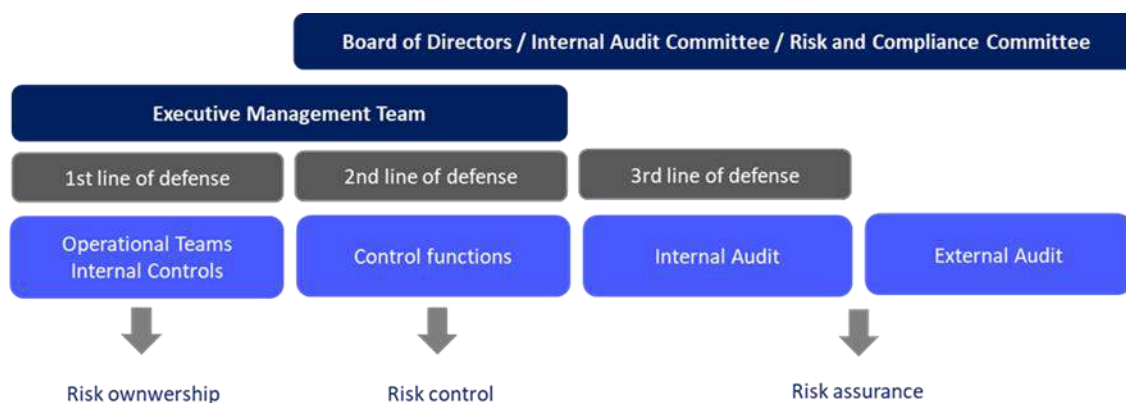 Board of Directors / Internal Audit Committee / Risk and Compliance Committee
Executive Management Team
1st line of defense
2nd line of defense
3rd line of defense
Operational Teams
Internal Controls
Control functions
Internal Audit
External Audit
Risk ownwership
Risk control
Risk assurance